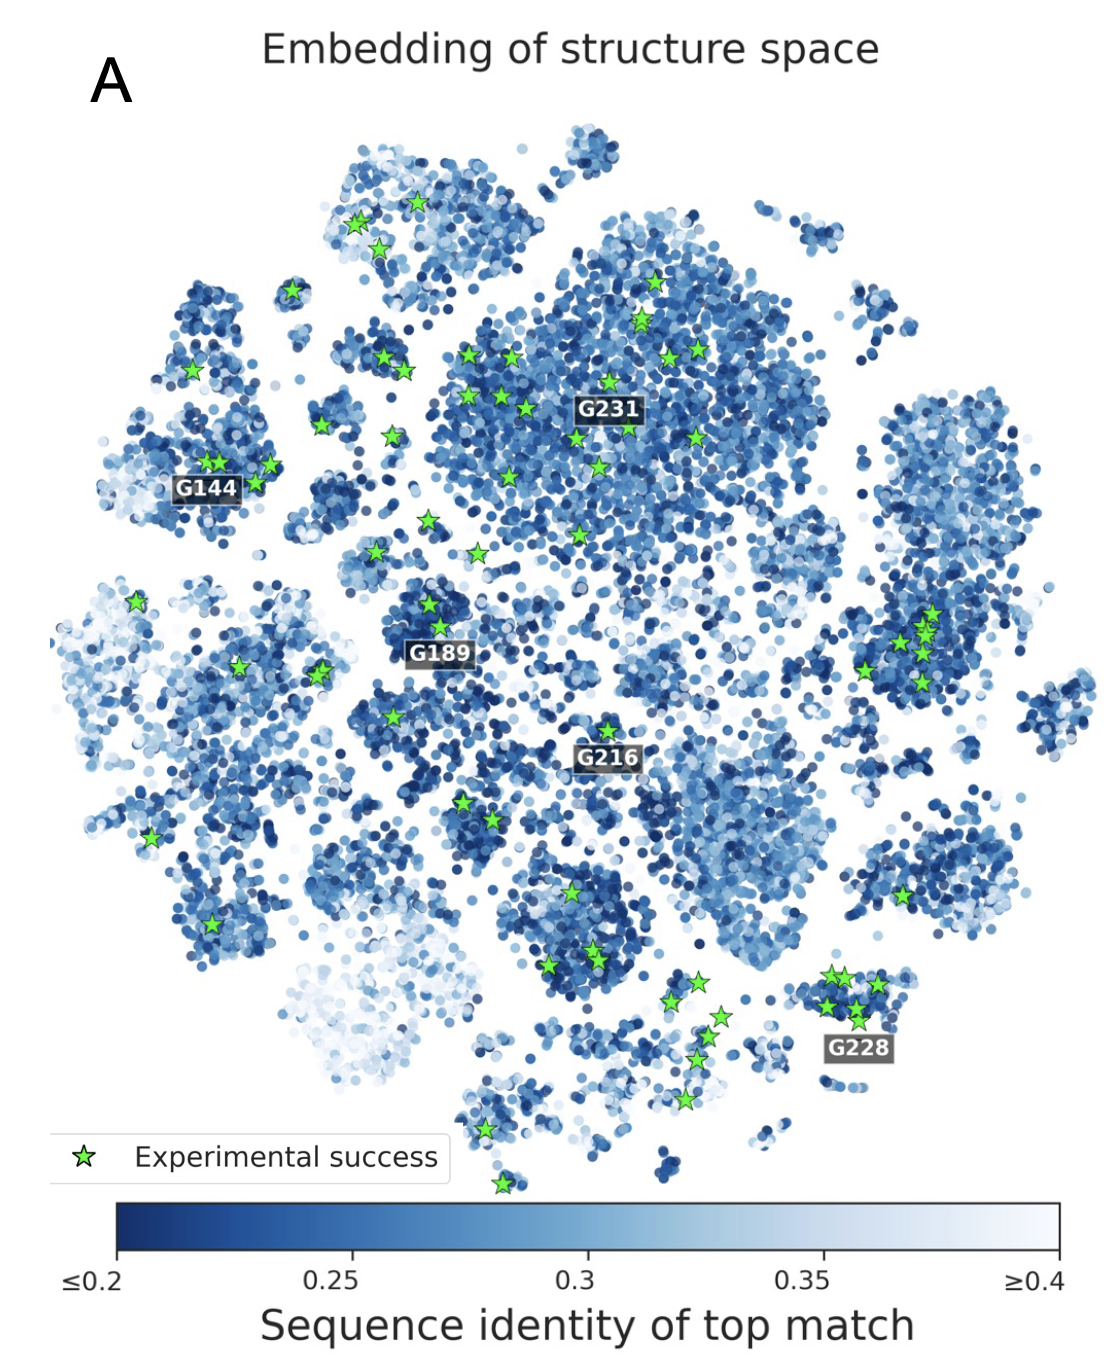 Embedding of structure space
A
G231
G144
G189
G216
G228
Experimental success
≤0.2 0.25 0.3 0.35 ≥0.4
Sequence identity of top match